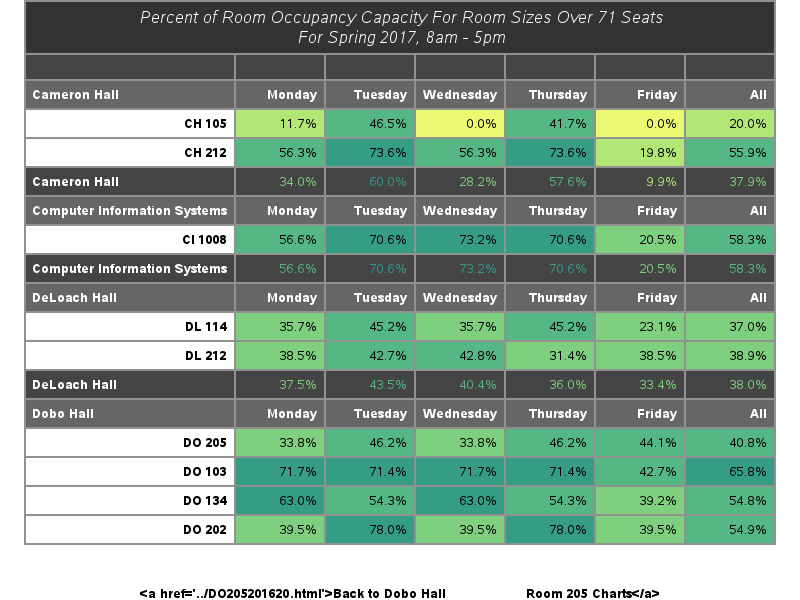 Percent of Room Occupancy Capacity For Room Sizes Over 71 Seats
For Spring 2017, 8am - 5pm
Cameron Hall Monday Tuesday Wednesday Thursday Friday All
CH 105 11.7% 46.5% 0.0% 41.7% 0.0% 20.0%
CH 212 56.3% 73.6% 56.3% 73.6% 19.8% 55.9%
Cameron Hall 34.0% 60.0% 28.2% 57.6% 9.9% 37.9%
Computer Information Systems Monday Tuesday Wednesday Thursday Friday All
CI 1008 56.6% 70.6% 73.2% 70.6% 20.5% 58.3%
Computer Information Systems 56.6% 70.6% 73.2% 70.6% 20.5% 58.3%
DeLoach Hall Monday Tuesday Wednesday Thursday Friday All
DL 114 35.7% 45.2% 35.7% 45.2% 23.1% 37.0%
DL 212 38.5% 42.7% 42.8% 31.4% 38.5% 38.9%
DeLoach Hall 37.5% 43.5% 40.4% 36.0% 33.4% 38.0%
Dobo Hall Monday Tuesday Wednesday Thursday Friday All
DO 205 33.8% 46.2% 33.8% 46.2% 44.1% 40.8%
DO 103 71.7% 71.4% 71.7% 71.4% 42.7% 65.8%
DO 134 63.0% 54.3% 63.0% 54.3% 39.2% 54.8%
DO 202 39.5% 78.0% 39.5% 78.0% 39.5% 54.9%
<a href='../DO205201620.html'>Back to Dobo Hall Room 205 Charts</a>